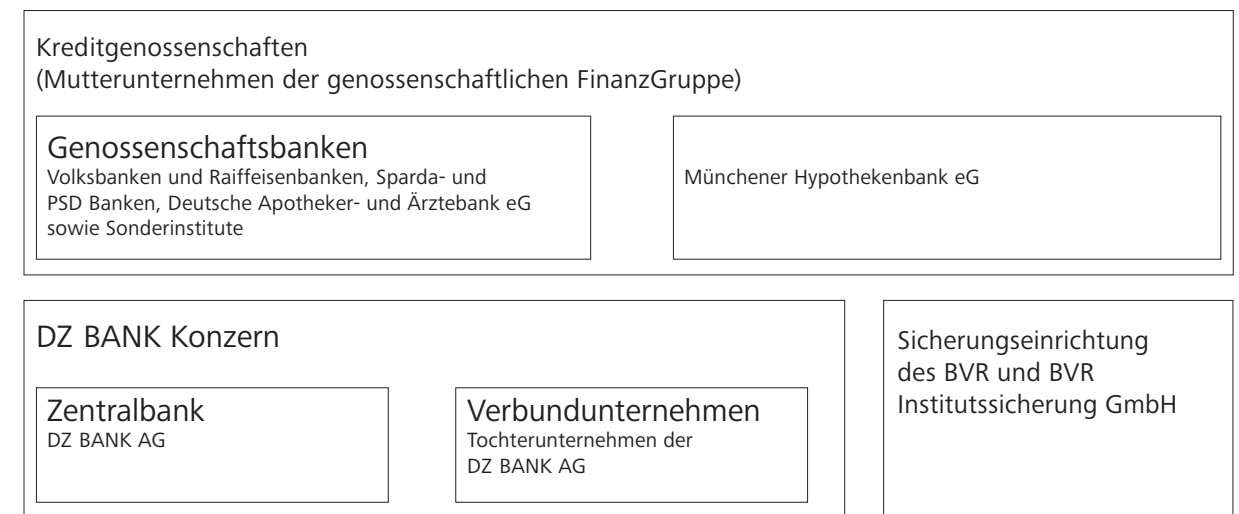 Kreditgenossenschaften
(Mutterunternehmen der genossenschaftlichen FinanzGruppe)
Genossenschaftsbanken
Volksbanken und Raiffeisenbanken, Sparda- und
PSD Banken, Deutsche Apotheker- und Ärztebank eG
sowie Sonderinstitute
Münchener Hypothekenbank eG
DZ BANK Konzern
Zentralbank
DZ BANK AG
Verbundunternehmen
Tochterunternehmen der
DZ BANK AG
Sicherungseinrichtung
des BVR und BVR
Institutssicherung GmbH